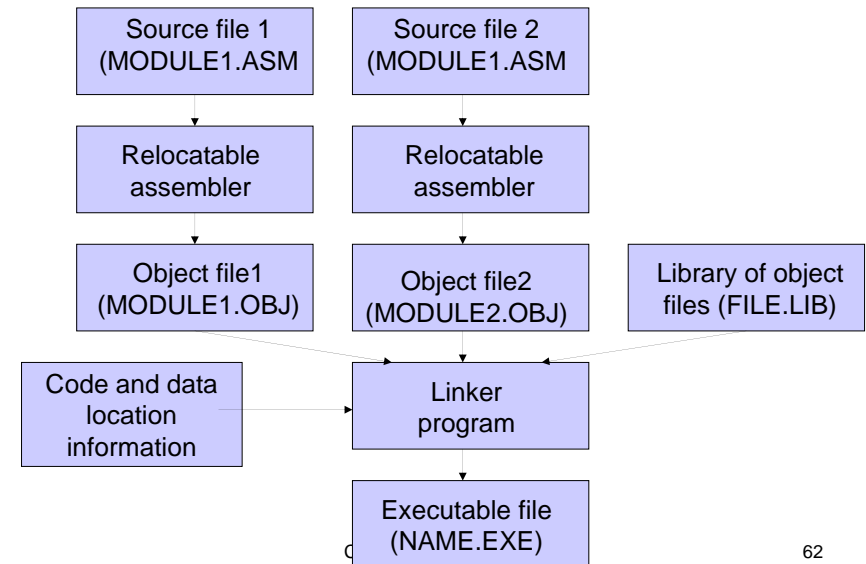 Source file 1
(MODULE1.ASM
Source file 2
(MODULE1.ASM
Relocatable
assembler
Relocatable
assembler
Object file1
(MODULE1.OBJ)
Object file2
(MODULE2.OBJ)
Library of object
files (FILE.LIB)
Code and data
location
information
Linker
program
Executable file
(NAME.EXE)
62